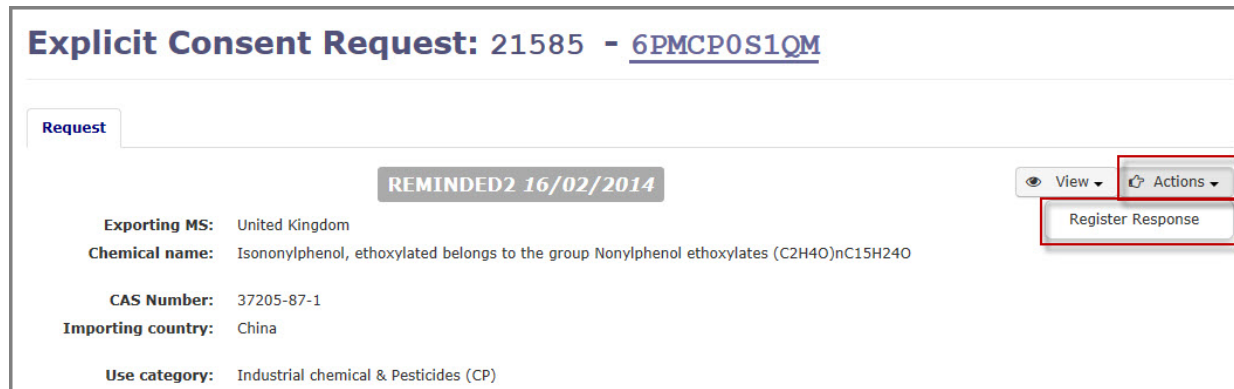 Explicit Consent Request: 21585 - 6PMCP0S1QM
Request
REMINDED2 16/02/2014
View
Actions
Register Response
Exporting MS: United Kingdom
Chemical name: Isononylphenol, ethoxylated belongs to the group Nonylphenol ethoxylates (C2H4O)nC15H24O
CAS Number: 37205-87-1
Importing country: China
Use category: Industrial chemical & Pesticides (CP)